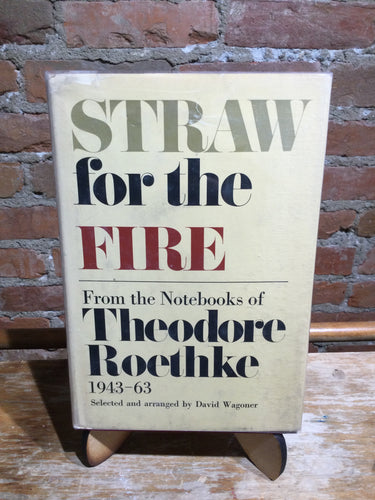 STRAW
for the
FIRE
From the Notebooks of
Theodore
Roethke
1943-63
Selected and arranged by David Wagoner